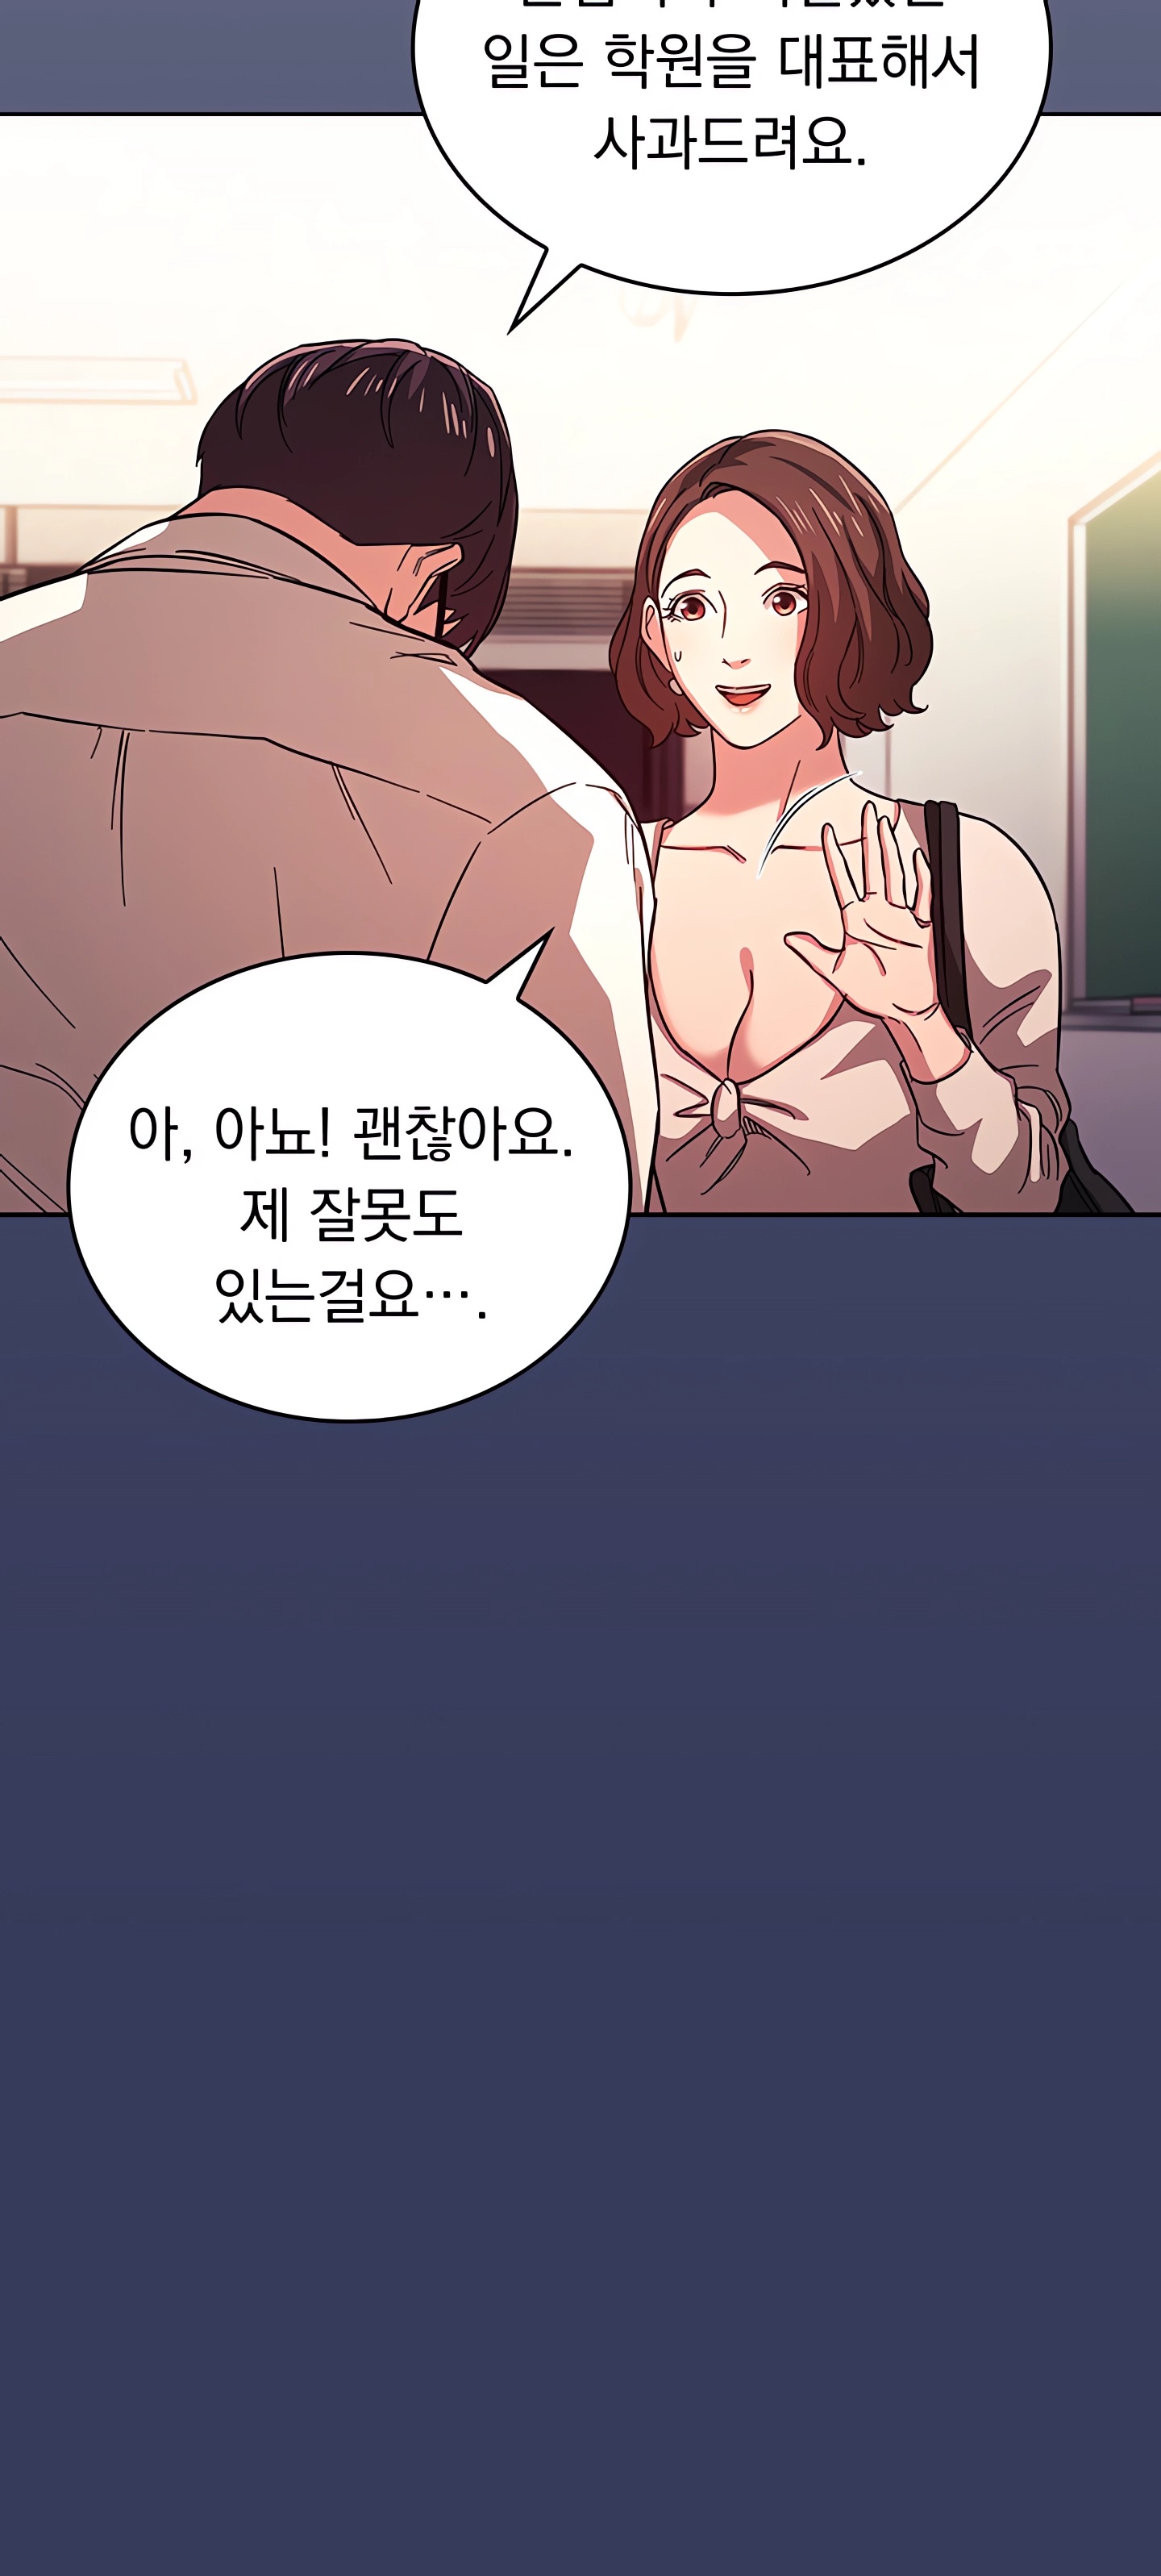 일은 학원을 대표해서
사과드려요.
아, 아뇨! 괜찮아요.
제 잘못도
있는걸요….